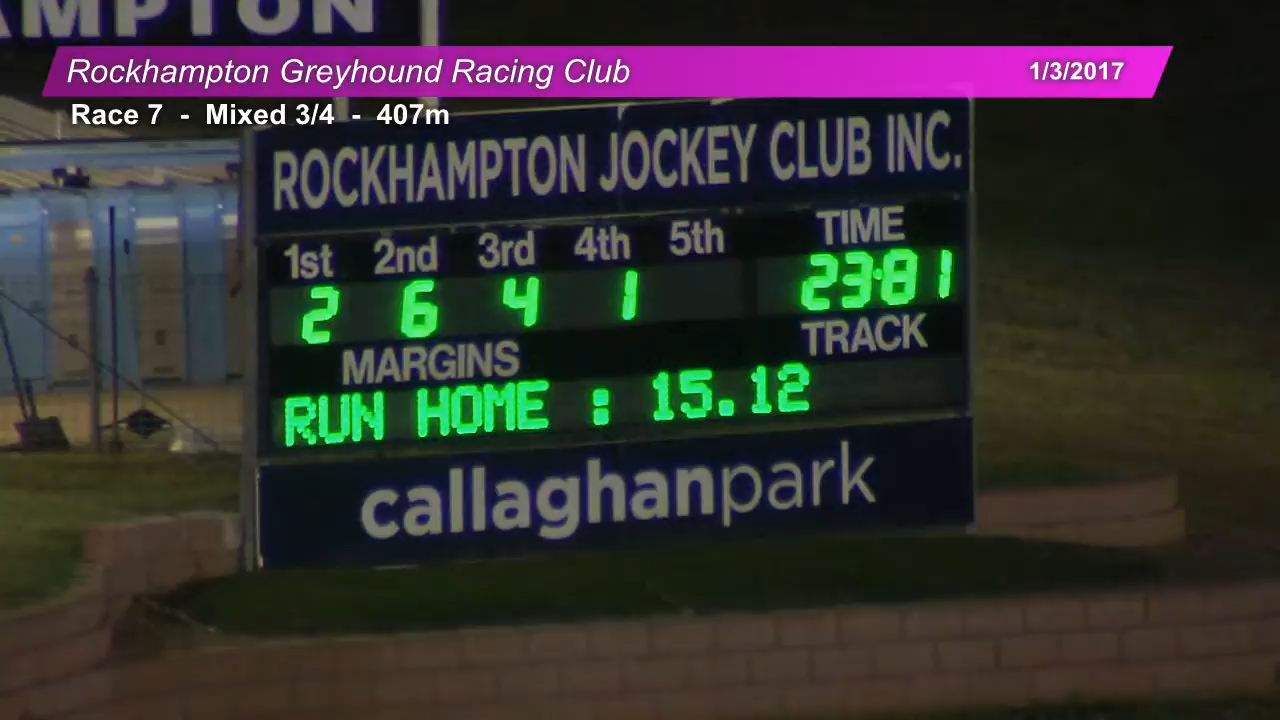 AMPTON
Rockhampton Greyhound Racing Club 1/3/2017
Race 7 - Mixed 3/4 - 407m
ROCKHAMPTON JOCKEY CLUB INC.
1st 2nd 3rd 4th 5th TIME
2 6 4 1 23:81
MARGINS TRACK
RUN HOME : 15.12
callaghanpark